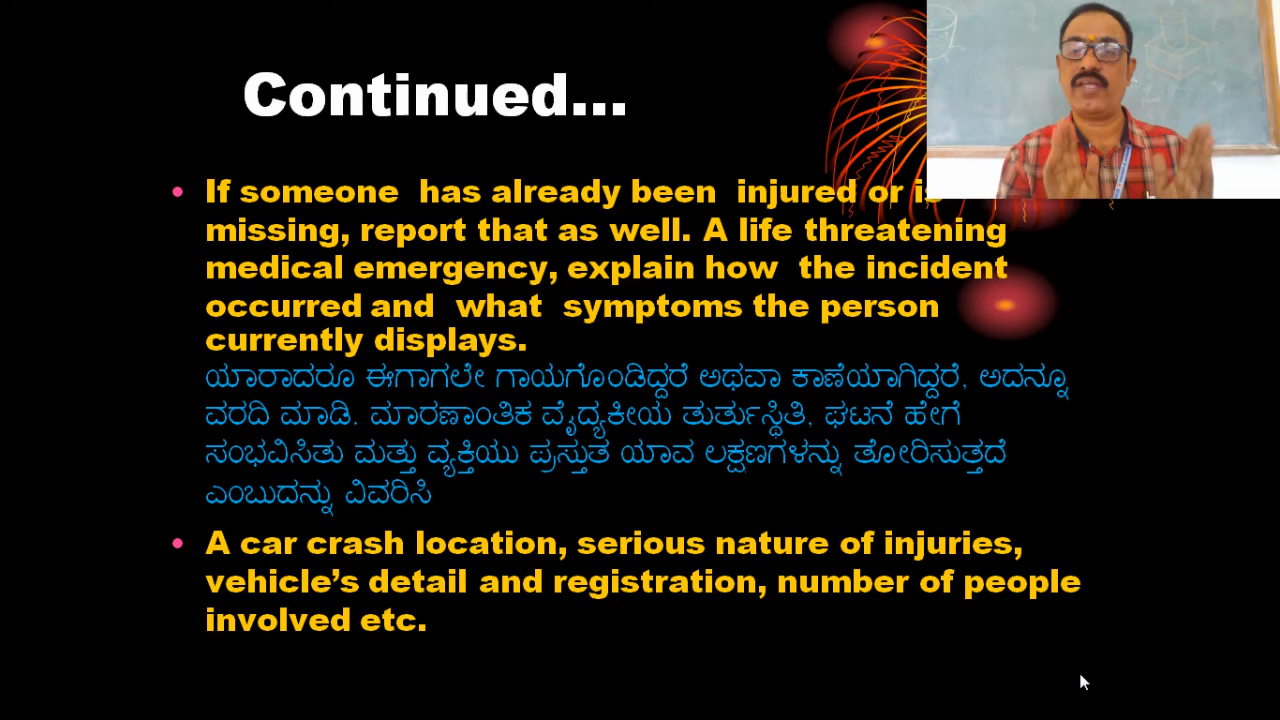 Continued...
• If someone has already been injured or is
missing, report that as well. A life threatening
medical emergency, explain how the incident
occurred and what symptoms the person
currently displays.
ಯಾರಾದರೂ ಈಗಾಗಲೇ ಗಾಯಗೊಂಡಿದ್ದರೆ ಅಥವಾ ಕಾಣೆಯಾಗಿದ್ದರೆ, ಅದನ್ನೂ
ವರದಿ ಮಾಡಿ. ಮಾರಣಾಂತಿಕ ವೈದ್ಯಕೀಯ ತುರ್ತುಸ್ಥಿತಿ, ಘಟನೆ ಹೇಗೆ
ಸಂಭವಿಸಿತು ಮತ್ತು ವ್ಯಕ್ತಿಯು ಪ್ರಸ್ತುತ ಯಾವ ಲಕ್ಷಣಗಳನ್ನು ತೋರಿಸುತ್ತದೆ
ಎಂಬುದನ್ನು ವಿವರಿಸಿ
• A car crash location, serious nature of injuries,
vehicle’s detail and registration, number of people
involved etc.